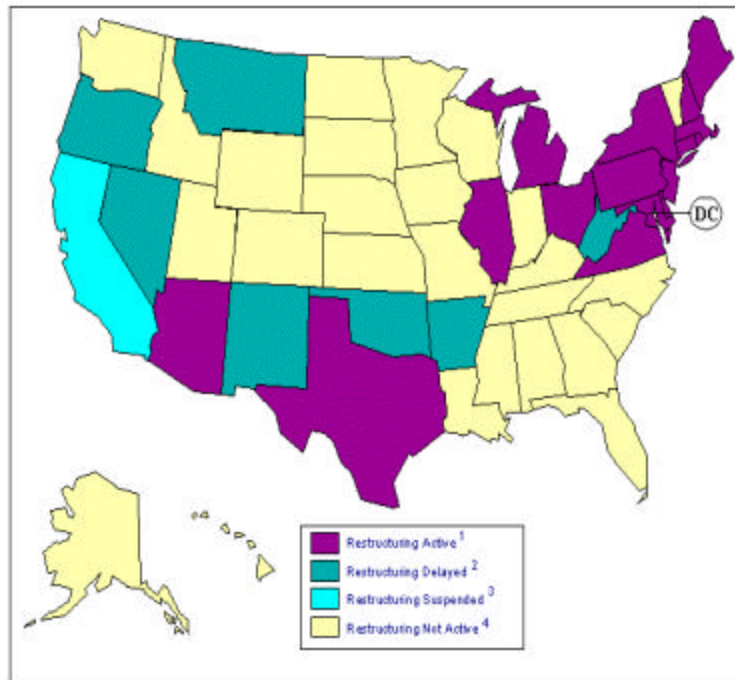 DC
Restructuring Active 1
Restructuring Delayed 2
Restructuring Suspended 3
Restructuring Not Active 4